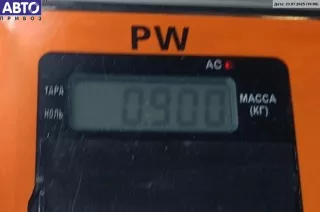 АВТО
ПРИВОЗ
PW
AC
ТАРА
НОЛЬ
0.900
МАССА
(КГ)